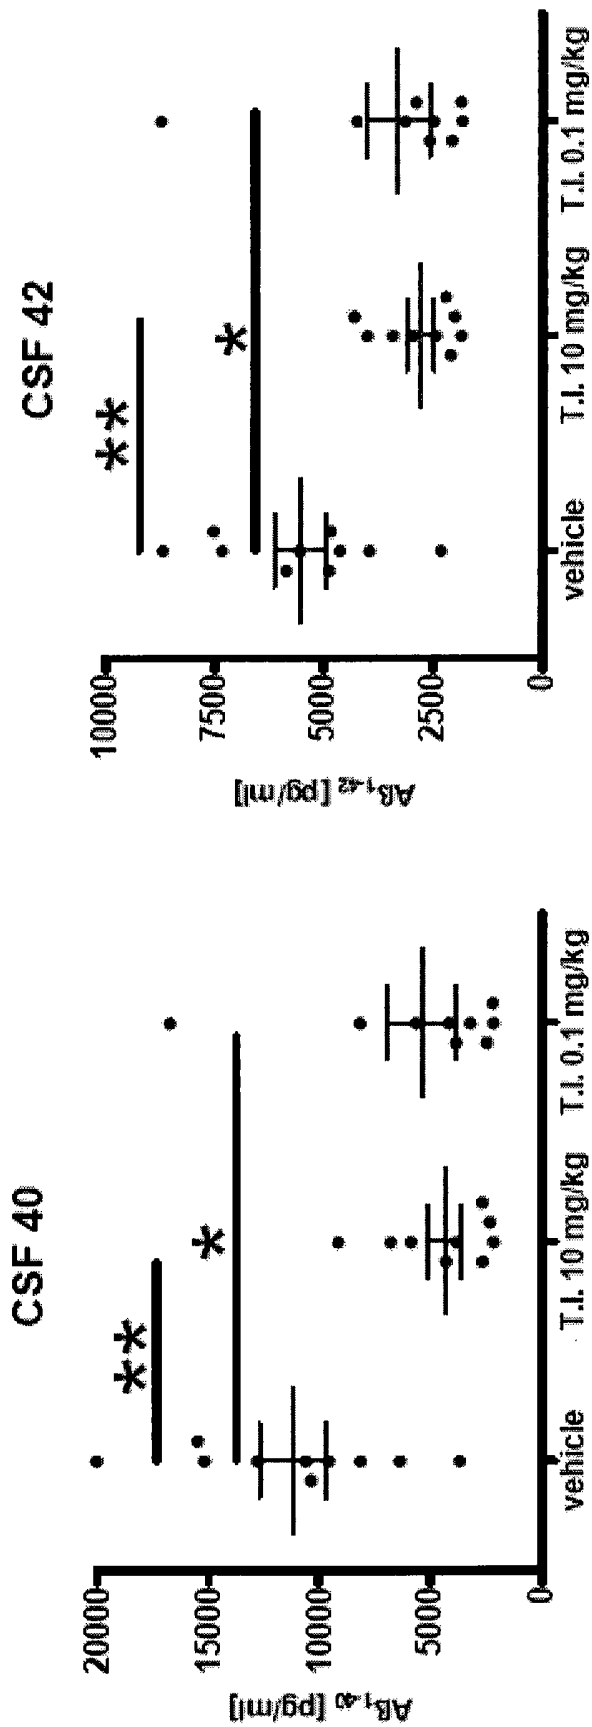 CSF 40
Aβ1-40 [pg/ml]
20000
15000
10000
5000
0
**
*
vehicle
T.I. 10 mg/kg
T.I. 0.1 mg/kg
CSF 42
Aβ1-42 [pg/ml]
10000
7500
5000
2500
0
**
*
vehicle
T.I. 10 mg/kg
T.I. 0.1 mg/kg